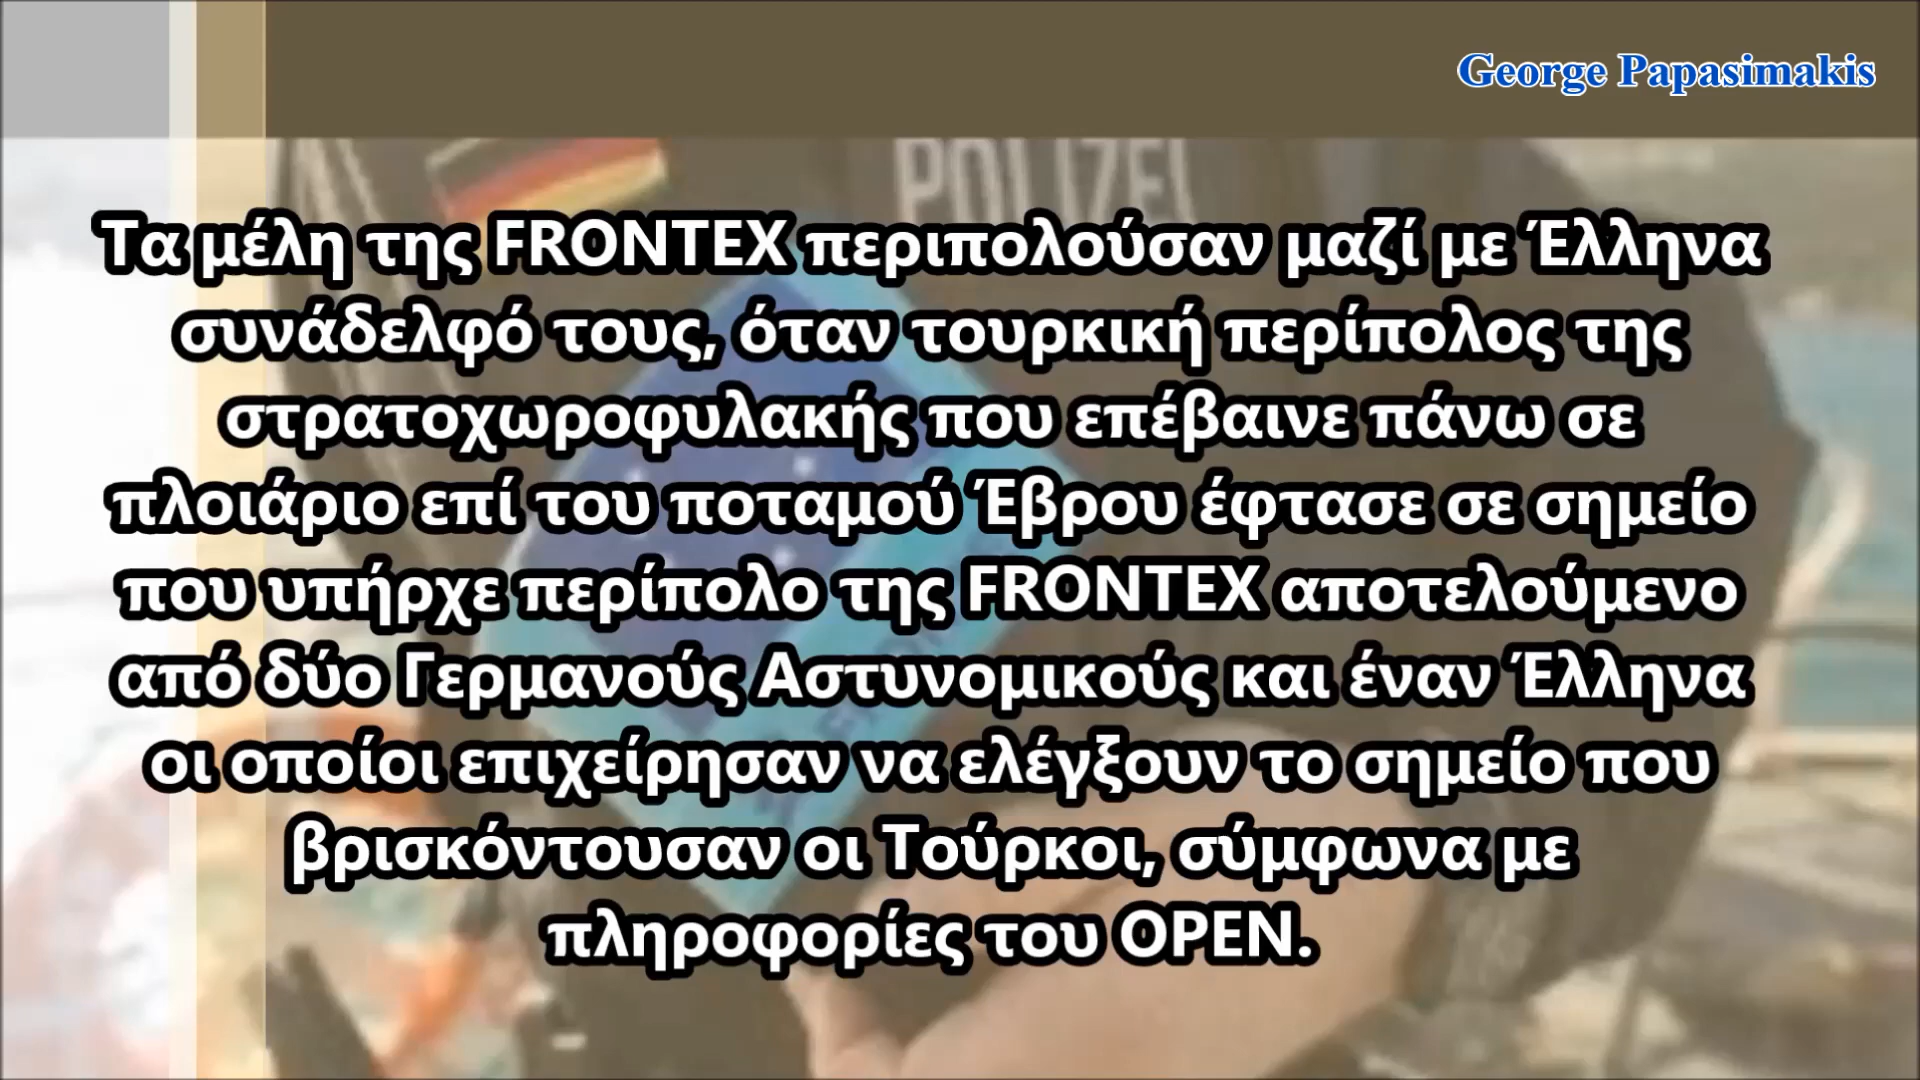 George Papasimakis
POLIZEI
Τα μέλη της FRONTEX περιπολούσαν μαζί με Έλληνα
συνάδελφό τους, όταν τουρκική περίπολος της
στρατοχωροφυλακής που επέβαινε πάνω σε
πλοιάριο επί του ποταμού Έβρου έφτασε σε σημείο
που υπήρχε περίπολο της FRONTEX αποτελούμενο
από δύο Γερμανούς Αστυνομικούς και έναν Έλληνα
οι οποίοι επιχείρησαν να ελέγξουν το σημείο που
βρισκόντουσαν οι Τούρκοι, σύμφωνα με
πληροφορίες του OPEN.